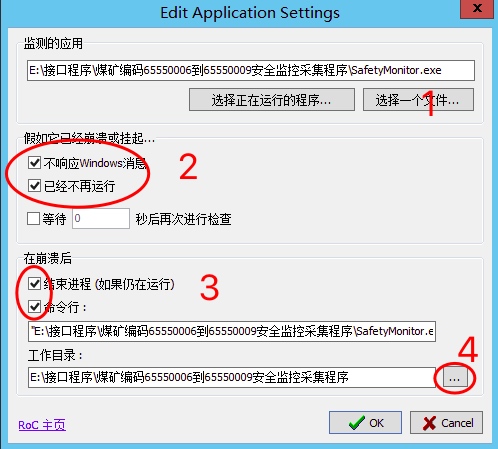 Edit Application Settings
x
监测的应用
E:\接口程序\煤矿编码65550006到65550009安全监控采集程序\SafetyMonitor.exe
选择正在运行的程序... 选择一个文件...
1
假如它已经崩溃或挂起...
不响应Windows消息
2
已经不再运行
等待 0 秒后再次进行检查
在崩溃后
结束进程 (如果仍在运行)
3
命令行：
"E:\接口程序\煤矿编码65550006到65550009安全监控采集程序\SafetyMonitor.e
工作目录：
4
E:\接口程序\煤矿编码65550006到65550009安全监控采集程序 ...
RoC 主页 OK Cancel